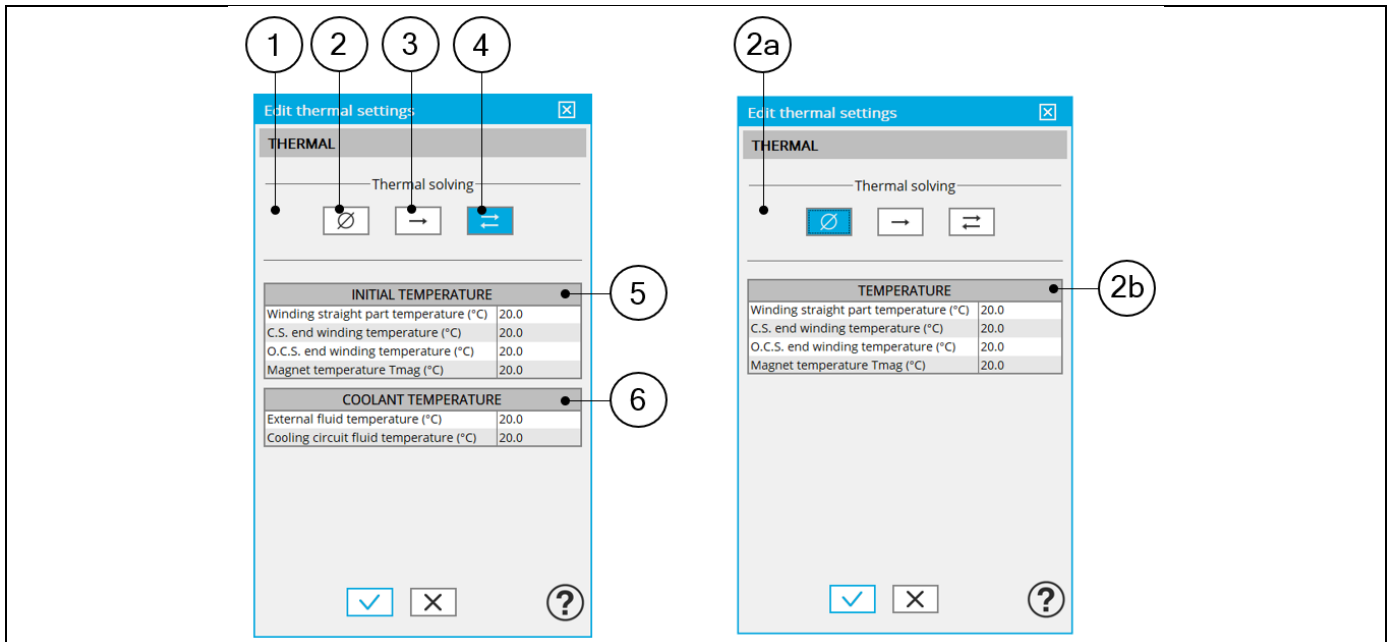 1 2 3 4
Edit thermal settings
THERMAL
Thermal solving
INITIAL TEMPERATURE
Winding straight part temperature (°C) 20.0
C.S. end winding temperature (°C) 20.0
O.C.S. end winding temperature (°C) 20.0
Magnet temperature Tmag (°C) 20.0
5
COOLANT TEMPERATURE
External fluid temperature (°C) 20.0
Cooling circuit fluid temperature (°C) 20.0
6
?
2a
Edit thermal settings
THERMAL
Thermal solving
TEMPERATURE
Winding straight part temperature (°C) 20.0
C.S. end winding temperature (°C) 20.0
O.C.S. end winding temperature (°C) 20.0
Magnet temperature Tmag (°C) 20.0
2b
?